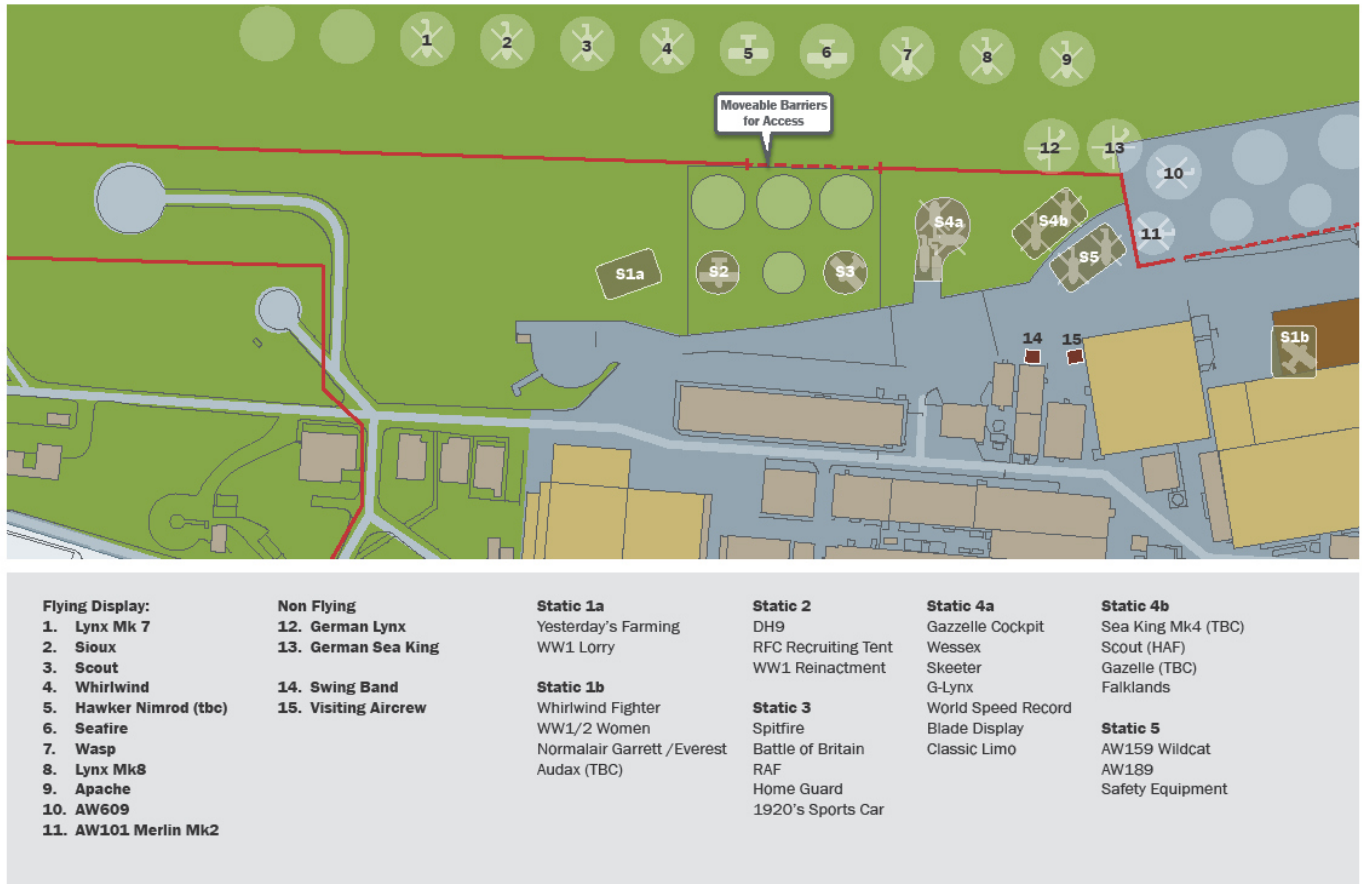 1
2
3
4
5
6
7
8
9
Moveable Barriers
for Access
12
13
10
11
S4a
S4b
S5
S1a
S2
S3
14
15
S1b
Flying Display:
1. Lynx Mk 7
2. Sioux
3. Scout
4. Whirlwind
5. Hawker Nimrod (tbc)
6. Seafire
7. Wasp
8. Lynx Mk8
9. Apache
10. AW609
11. AW101 Merlin Mk2
Non Flying
12. German Lynx
13. German Sea King
14. Swing Band
15. Visiting Aircrew
Static 1a
Yesterday's Farming
WW1 Lorry
Static 1b
Whirlwind Fighter
WW1/2 Women
Normalair Garrett /Everest
Audax (TBC)
Static 2
DH9
RFC Recruiting Tent
WW1 Reinactment
Static 3
Spitfire
Battle of Britain
RAF
Home Guard
1920's Sports Car
Static 4a
Gazzelle Cockpit
Wessex
Skeeter
G-Lynx
World Speed Record
Blade Display
Classic Limo
Static 4b
Sea King Mk4 (TBC)
Scout (HAF)
Gazelle (TBC)
Falklands
Static 5
AW159 Wildcat
AW189
Safety Equipment